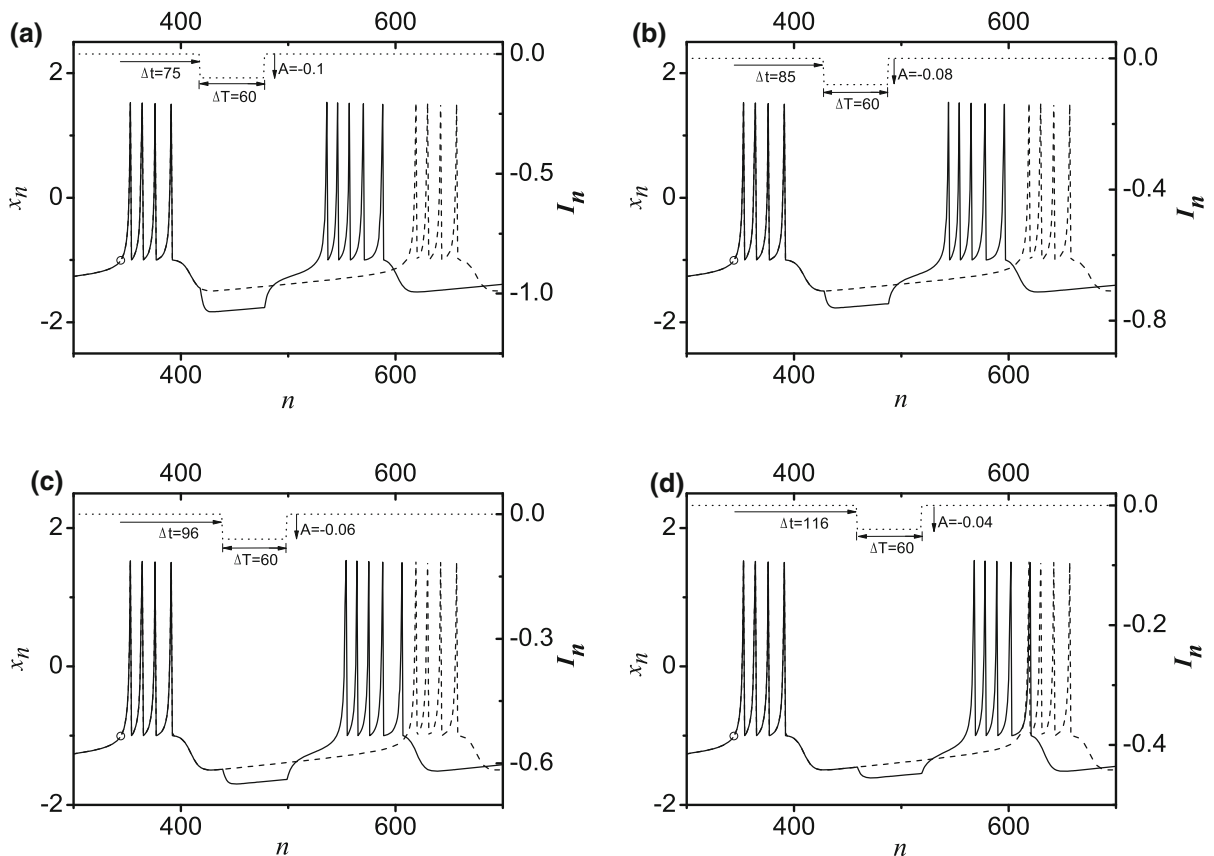 (a)
400 600
2
0
-2
x_n
Δt=75
A=-0.1
ΔT=60
0.0
-0.5
-1.0
I_n
400 600
n
(b)
400 600
2
0
-2
x_n
Δt=85
A=-0.08
ΔT=60
0.0
-0.4
-0.8
I_n
400 600
n
(c)
400 600
2
0
-2
x_n
Δt=96
A=-0.06
ΔT=60
0.0
-0.3
-0.6
I_n
400 600
n
(d)
400 600
2
0
-2
x_n
Δt=116
A=-0.04
ΔT=60
0.0
-0.2
-0.4
I_n
400 600
n